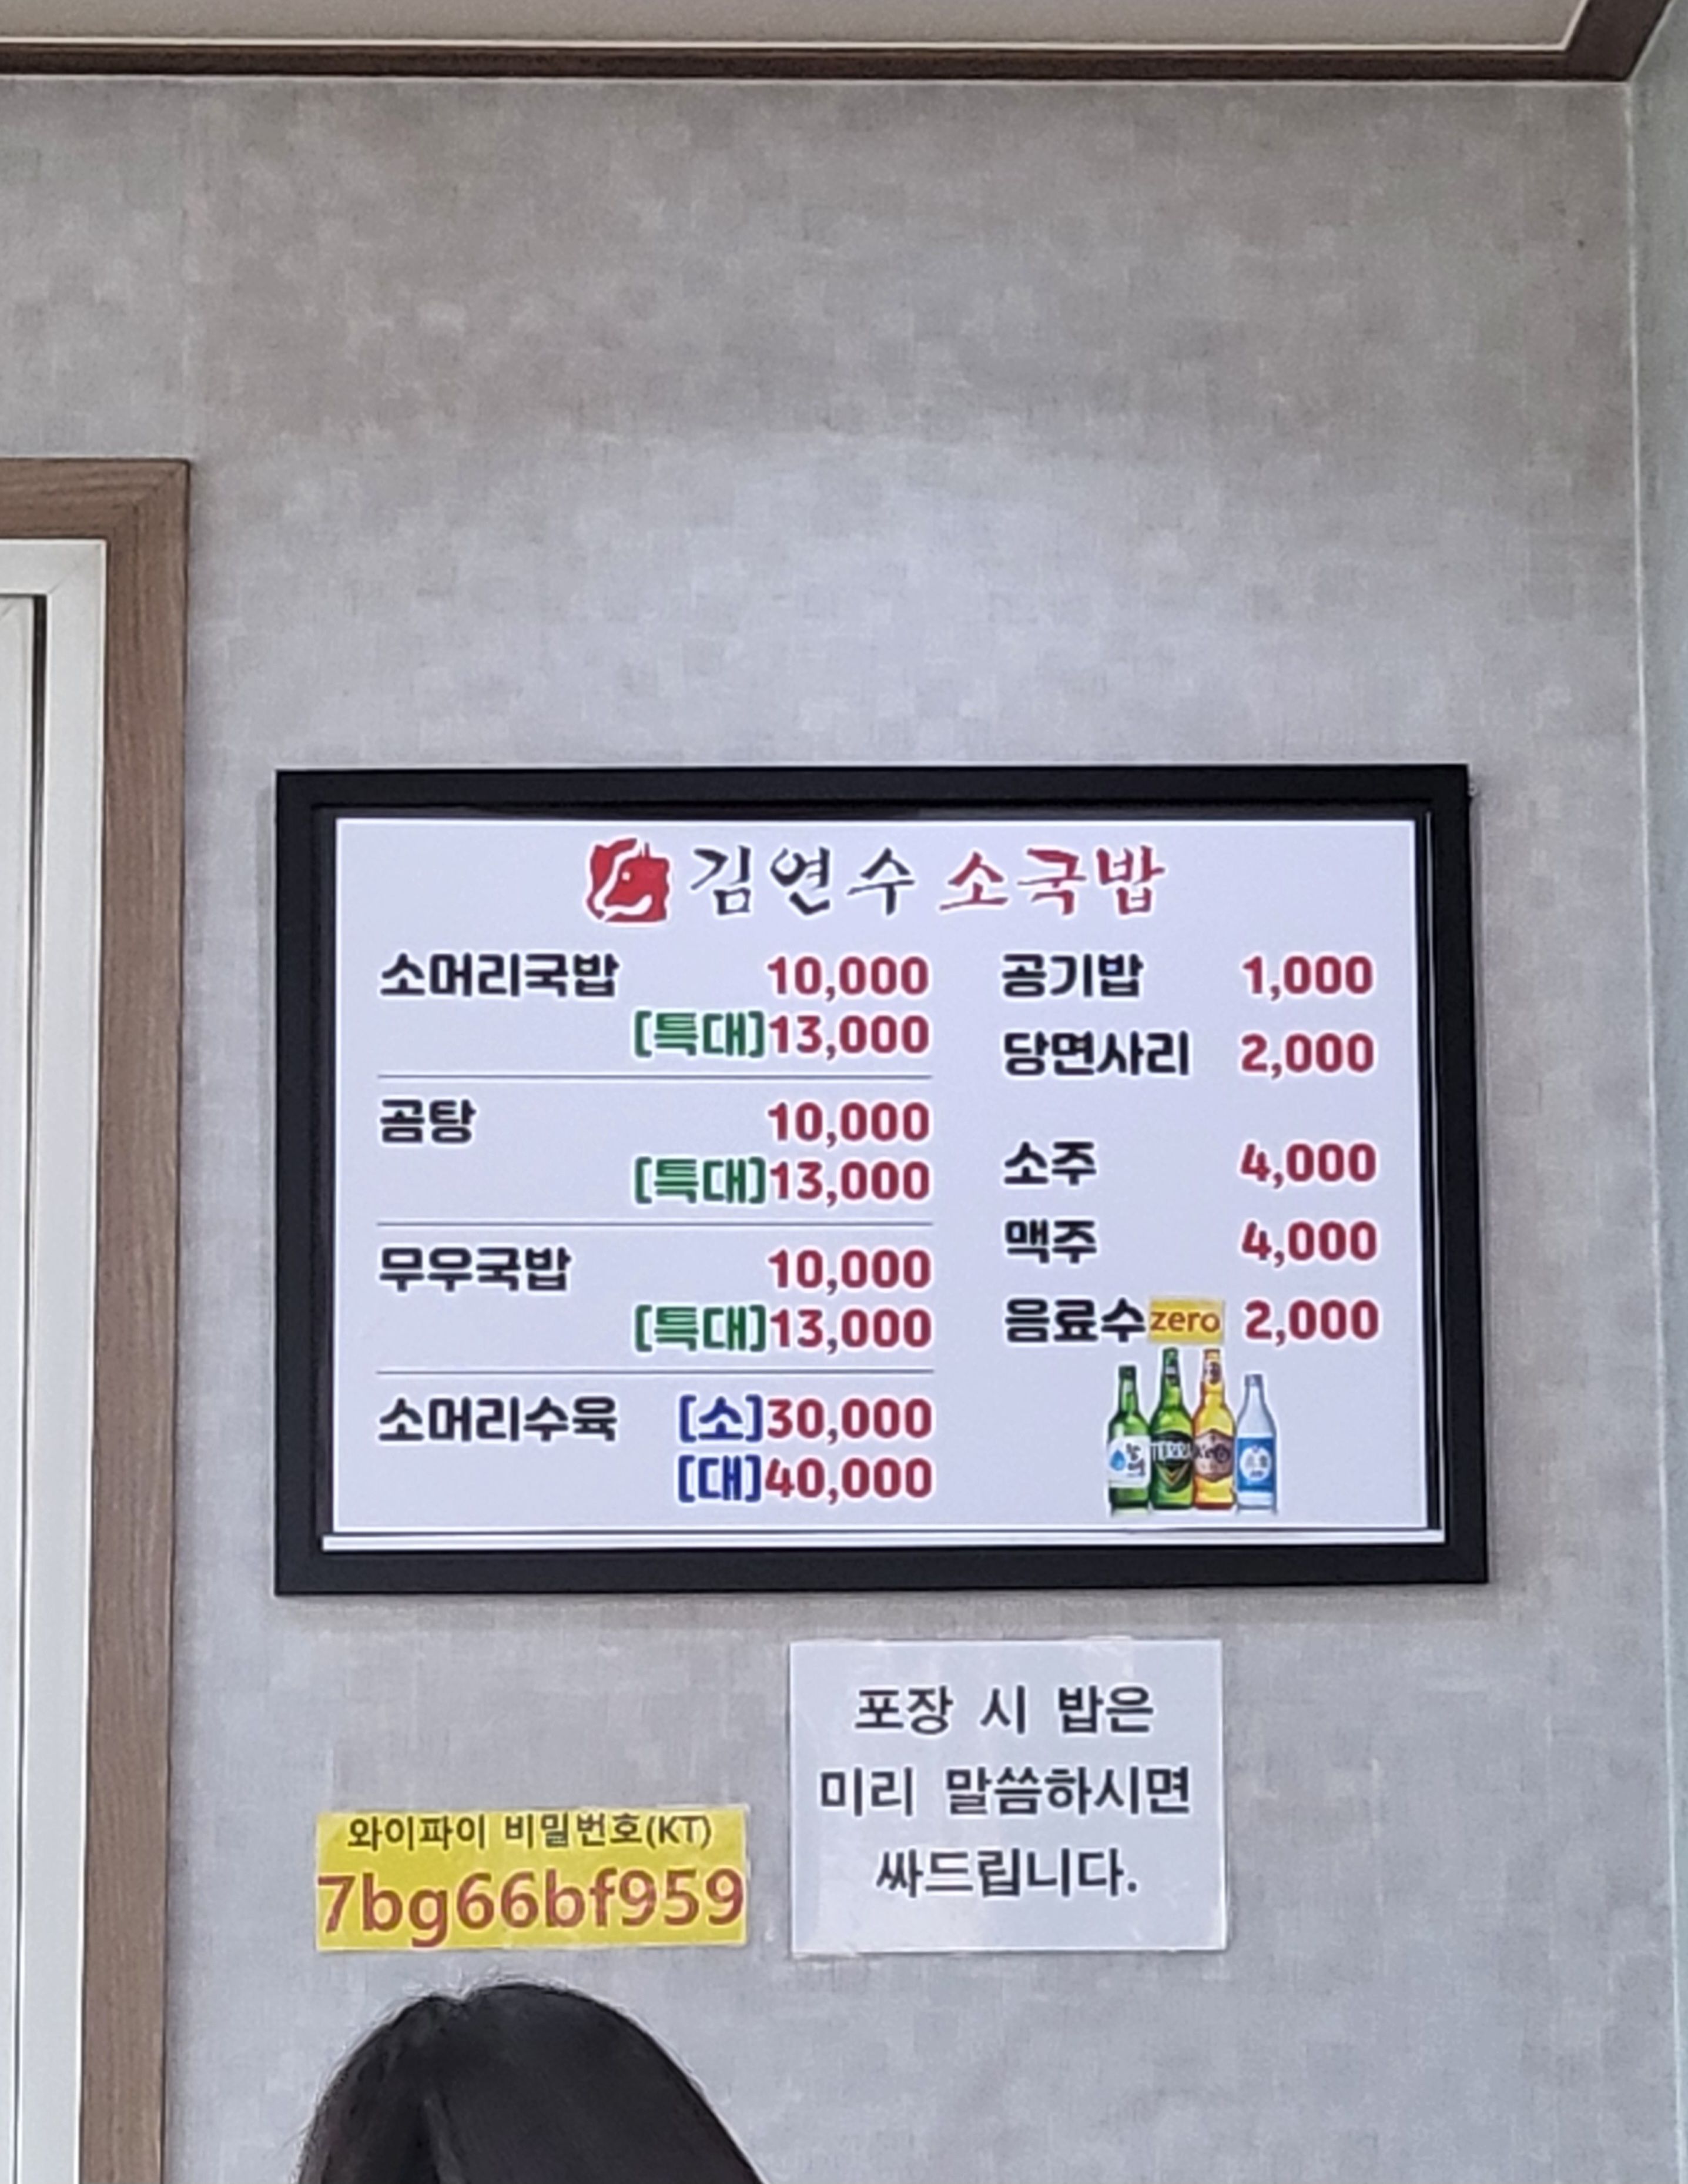 김연수 소국밥
소머리국밥 10,000
[특대]13,000
곰탕 10,000
[특대]13,000
무우국밥 10,000
[특대]13,000
소머리수육 [소]30,000
[대]40,000
공기밥 1,000
당면사리 2,000
소주 4,000
맥주 4,000
음료수 zero 2,000
TERRA
포장 시 밥은
미리 말씀하시면
싸드립니다.
와이파이 비밀번호(KT)
7bg66bf959